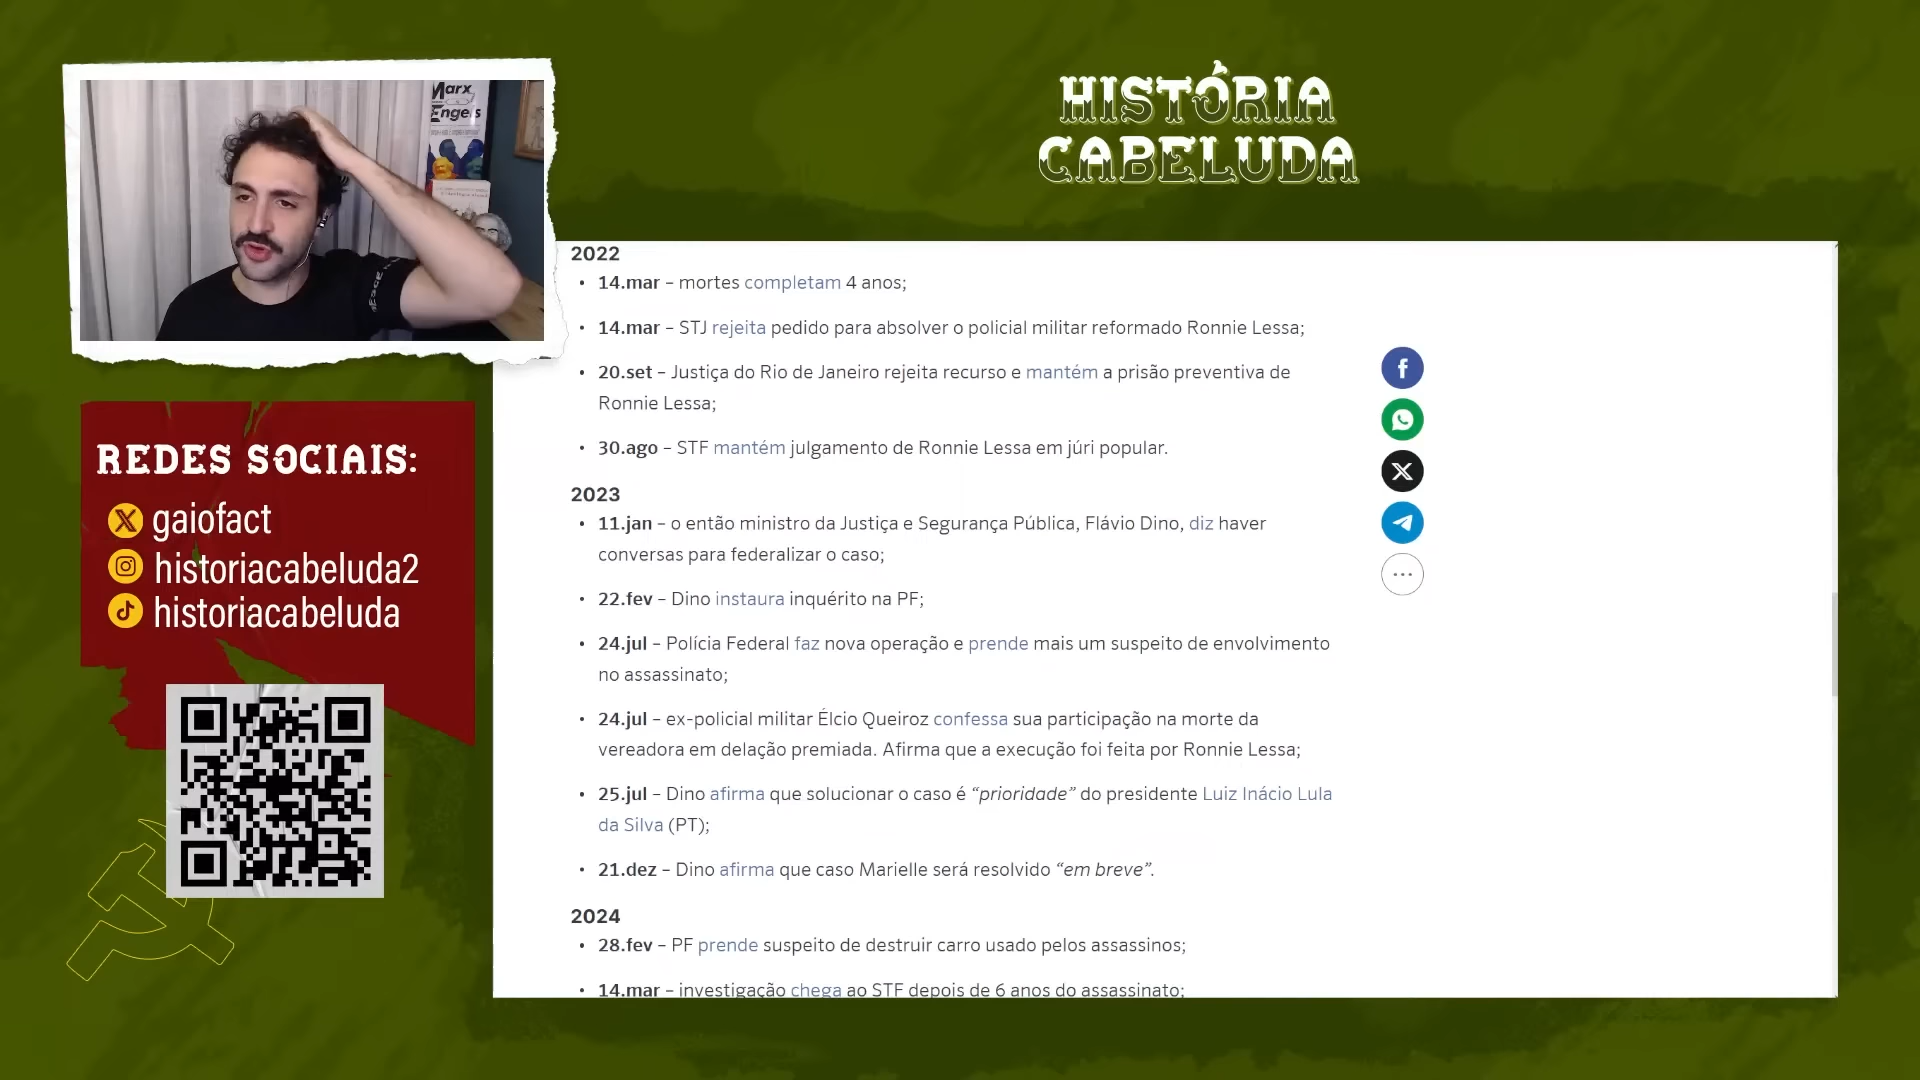 HISTÓRIA
CABELUDA
Marx
Engels
REDES SOCIAIS:
gaiofact
historiacabeluda2
historiacabeluda
2022
• 14.mar – mortes completam 4 anos;
• 14.mar – STJ rejeita pedido para absolver o policial militar reformado Ronnie Lessa;
• 20.set – Justiça do Rio de Janeiro rejeita recurso e mantém a prisão preventiva de
Ronnie Lessa;
• 30.ago – STF mantém julgamento de Ronnie Lessa em júri popular.
2023
• 11.jan – o então ministro da Justiça e Segurança Pública, Flávio Dino, diz haver
conversas para federalizar o caso;
• 22.fev – Dino instaura inquérito na PF;
• 24.jul – Polícia Federal faz nova operação e prende mais um suspeito de envolvimento
no assassinato;
• 24.jul – ex-policial militar Élcio Queiroz confessa sua participação na morte da
vereadora em delação premiada. Afirma que a execução foi feita por Ronnie Lessa;
• 25.jul – Dino afirma que solucionar o caso é “prioridade” do presidente Luiz Inácio Lula
da Silva (PT);
• 21.dez – Dino afirma que caso Marielle será resolvido “em breve”.
2024
• 28.fev – PF prende suspeito de destruir carro usado pelos assassinos;
• 14.mar – investigação chega ao STF depois de 6 anos do assassinato;